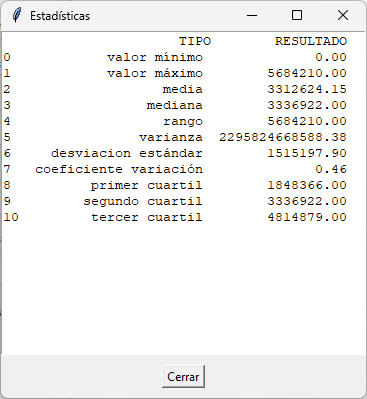 Estadísticas
TIPO RESULTADO
0 valor mínimo 0.00
1 valor máximo 5684210.00
2 media 3312624.15
3 mediana 3336922.00
4 rango 5684210.00
5 varianza 2295824668588.38
6 desviacion estándar 1515197.90
7 coeficiente variación 0.46
8 primer cuartil 1848366.00
9 segundo cuartil 3336922.00
10 tercer cuartil 4814879.00
Cerrar